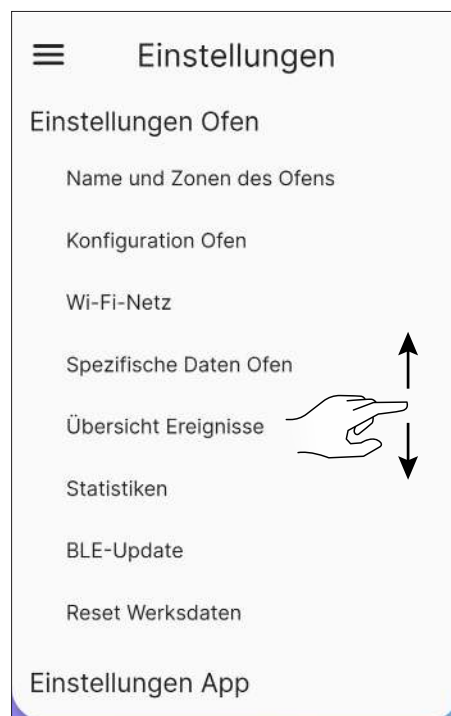 Einstellungen
Einstellungen Ofen
Name und Zonen des Ofens
Konfiguration Ofen
Wi-Fi-Netz
Spezifische Daten Ofen
Übersicht Ereignisse
Statistiken
BLE-Update
Reset Werksdaten
Einstellungen App